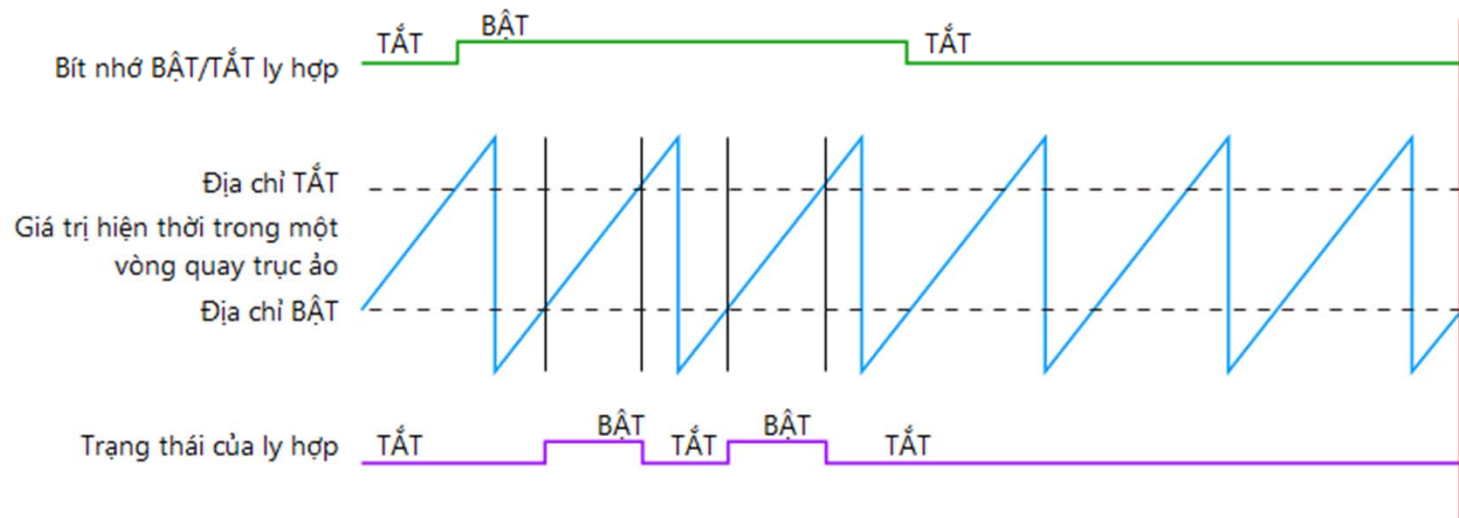 TẮT
BẬT
TẮT
Bít nhớ BẬT/TẮT ly hợp
Địa chỉ TẮT
Giá trị hiện thời trong một
vòng quay trục ảo
Địa chỉ BẬT
Trạng thái của ly hợp
TẮT
BẬT
TẮT
BẬT
TẮT